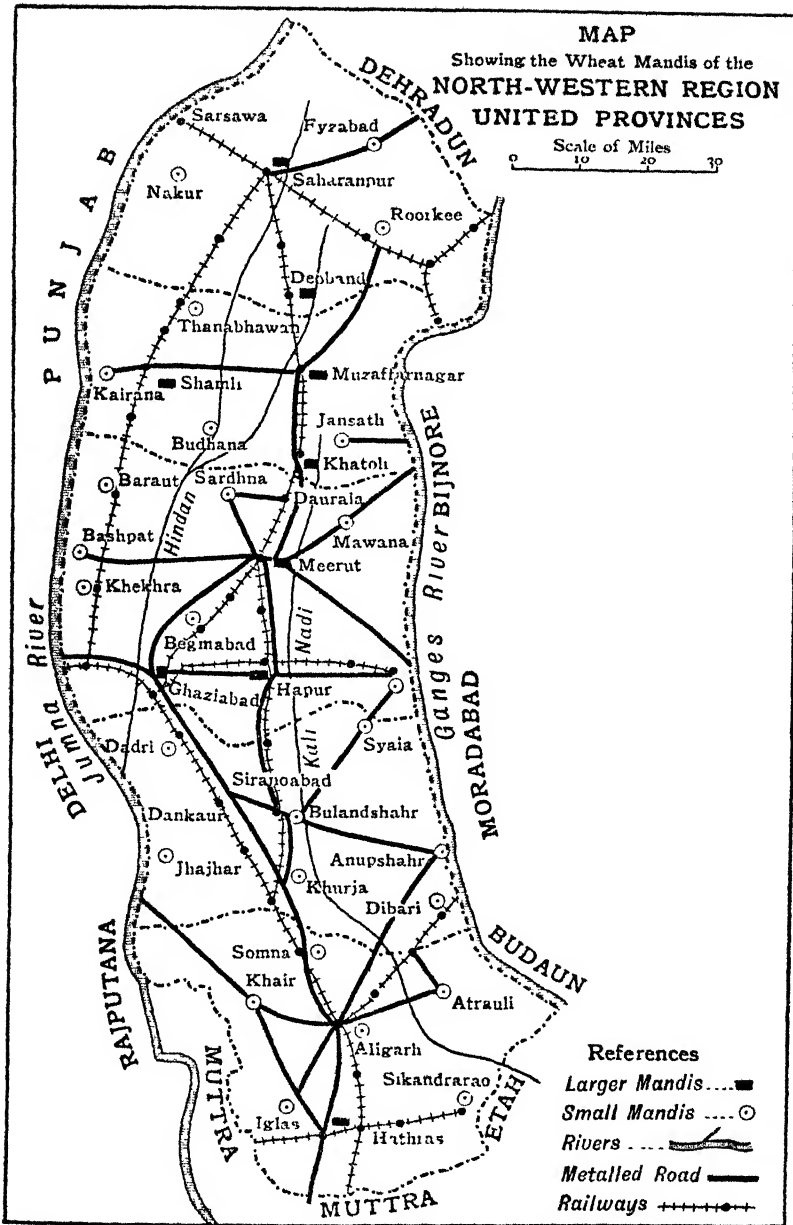 MAP
Showing the Wheat Mandis of the
NORTH-WESTERN REGION
UNITED PROVINCES
Scale of Miles
0 10 20 30
DEHRADUN
Sarsawa
Fyzabad
Nakur
Saharanpur
Roorkee
PUNJAB
Deoband
Thanabhawan
Kairana
Shamli
Muzaffarnagar
Jansath
Budhana
Khatoli
BIJNORE
Baraut
Sardhna
Daurala
Hindan
Mawana
Bashpat
Meerut
Khekhra
Ganges River
Jumna River
Begmabad
Kali Nadi
Ghaziabad
Hapur
DELHI
Syaia
MORADABAD
Dadri
Siranoabad
Dankaur
Bulandshahr
Anupshahr
Jhajhar
Khurja
Dibari
BUDAUN
RAJPUTANA
Somna
Khair
Atrauli
Aligarh
MUTTRA
Sikandrarao
ETAH
Iglas
Hathras
MUTTRA
References
Larger Mandis....
Small Mandis ....
Rivers ....
Metalled Road
Railways